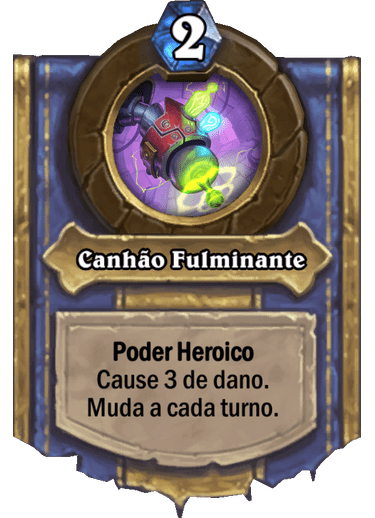 2
Canhão Fulminante
Poder Heroico
Cause 3 de dano.
Muda a cada turno.